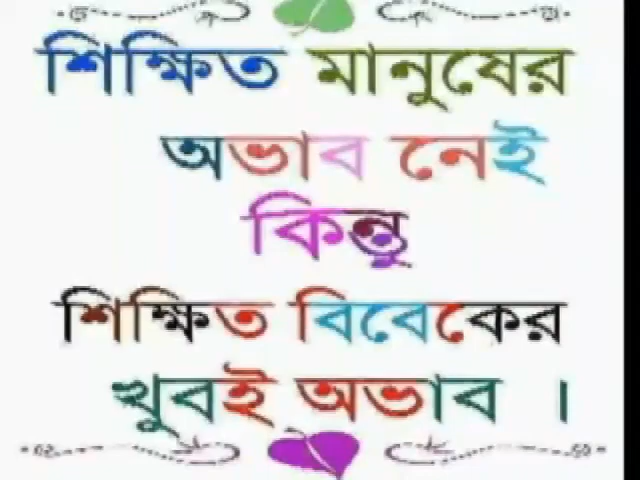 শিক্ষিত মানুষের
অভাব নেই
কিন্তু
শিক্ষিত বিবেকের
খুবই অভাব ।